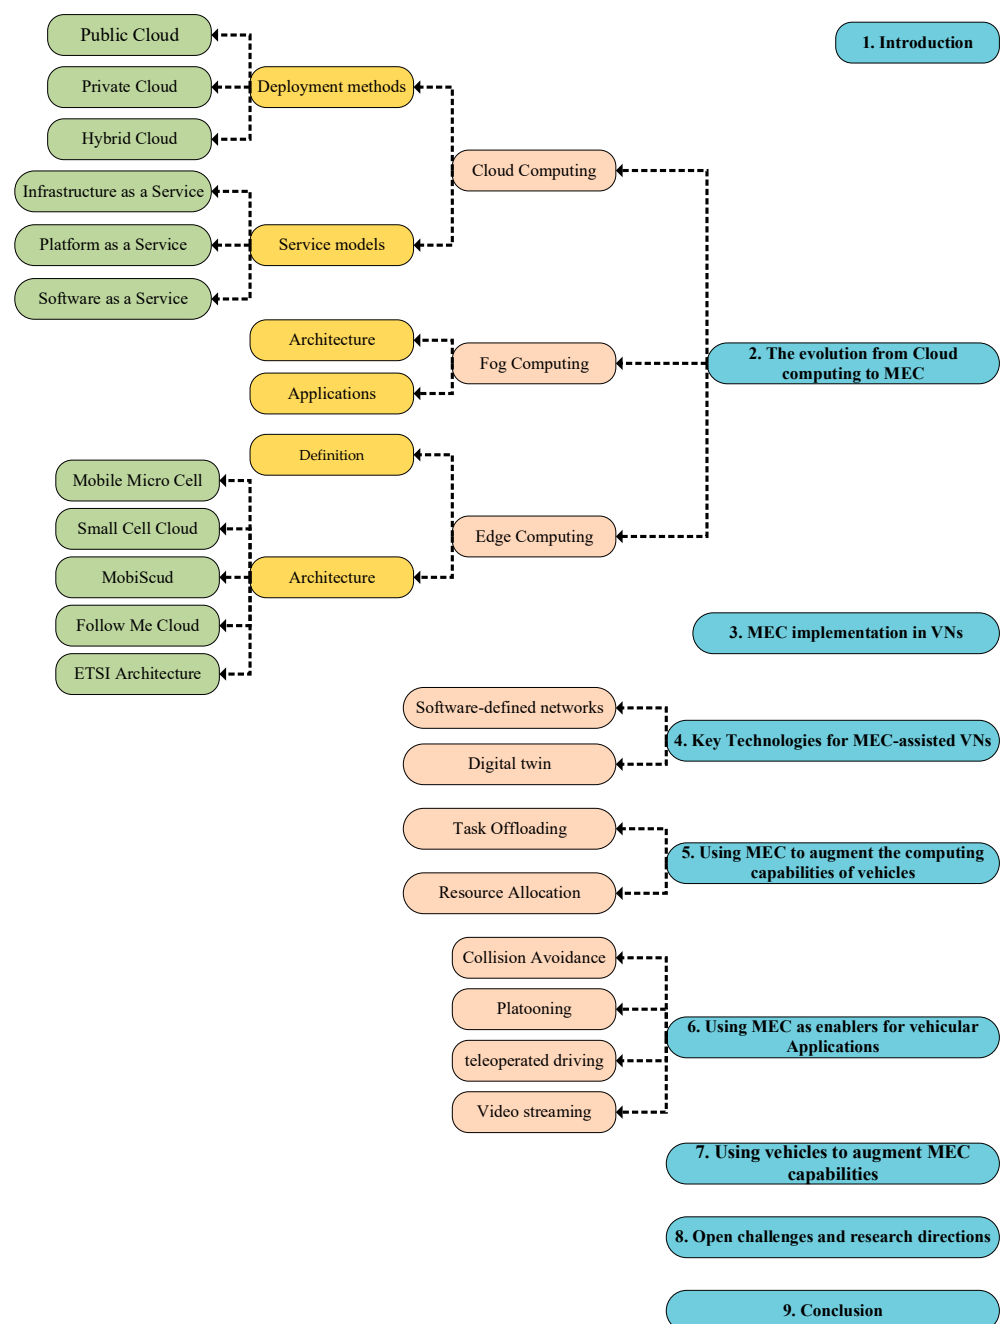 Public Cloud
1. Introduction
Private Cloud
Deployment methods
Hybrid Cloud
Cloud Computing
Infrastructure as a Service
Platform as a Service
Service models
Software as a Service
Architecture
Fog Computing
Applications
2. The evolution from Cloud
computing to MEC
Definition
Mobile Micro Cell
Small Cell Cloud
Edge Computing
MobiScud
Architecture
Follow Me Cloud
ETSI Architecture
3. MEC implementation in VNs
Software-defined networks
4. Key Technologies for MEC-assisted VNs
Digital twin
Task Offloading
5. Using MEC to augment the computing
capabilities of vehicles
Resource Allocation
Collision Avoidance
Platooning
6. Using MEC as enablers for vehicular
Applications
teleoperated driving
Video streaming
7. Using vehicles to augment MEC
capabilities
8. Open challenges and research directions
9. Conclusion